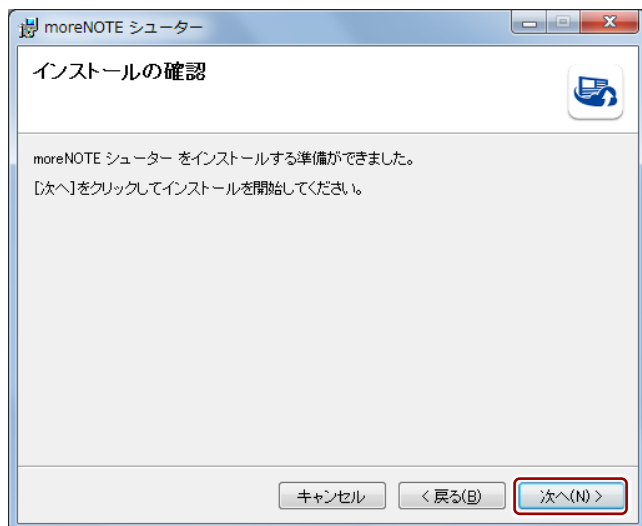 moreNOTE シューター
インストールの確認
moreNOTE シューター をインストールする準備ができました。
[次へ]をクリックしてインストールを開始してください。
キャンセル
< 戻る(B)
次へ(N) >